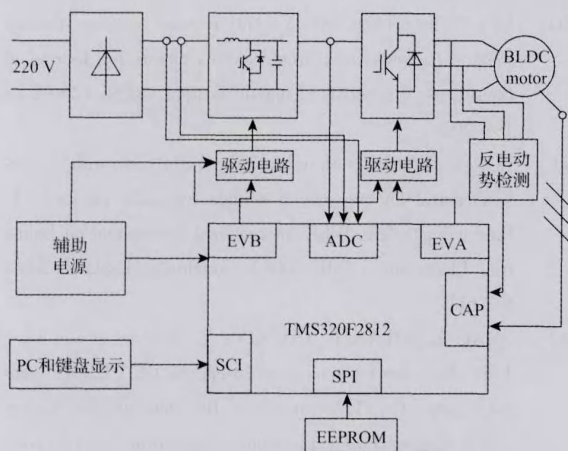 BLDC
motor
220 V
反电动
势检测
驱动电路
驱动电路
辅助
电源
EVB
ADC
EVA
CAP
TMS320F2812
PC和键盘显示
SCI
SPI
EEPROM